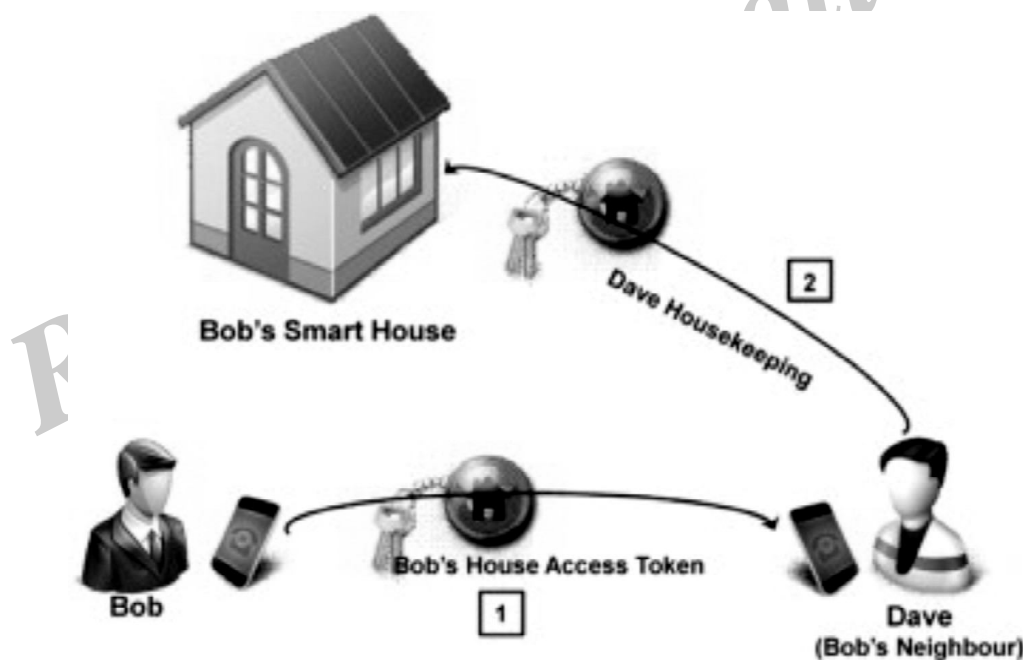 Bob's Smart House
2
Dave Housekeeping
Bob's House Access Token
1
Bob
Dave
(Bob's Neighbour)